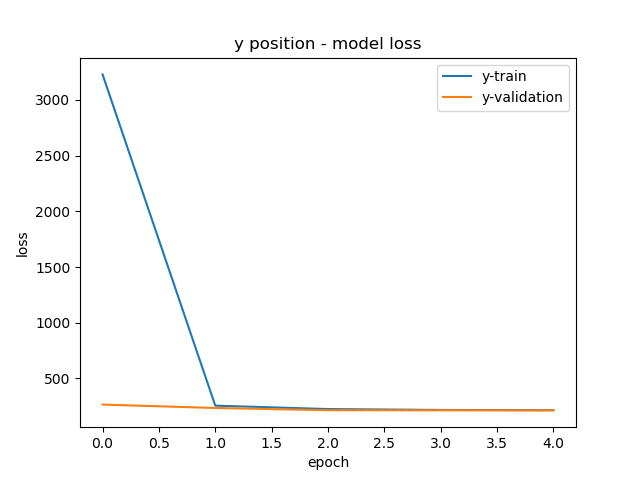 y position - model loss
y-train
y-validation
3000
2500
2000
1500
1000
500
loss
0.0 0.5 1.0 1.5 2.0 2.5 3.0 3.5 4.0
epoch